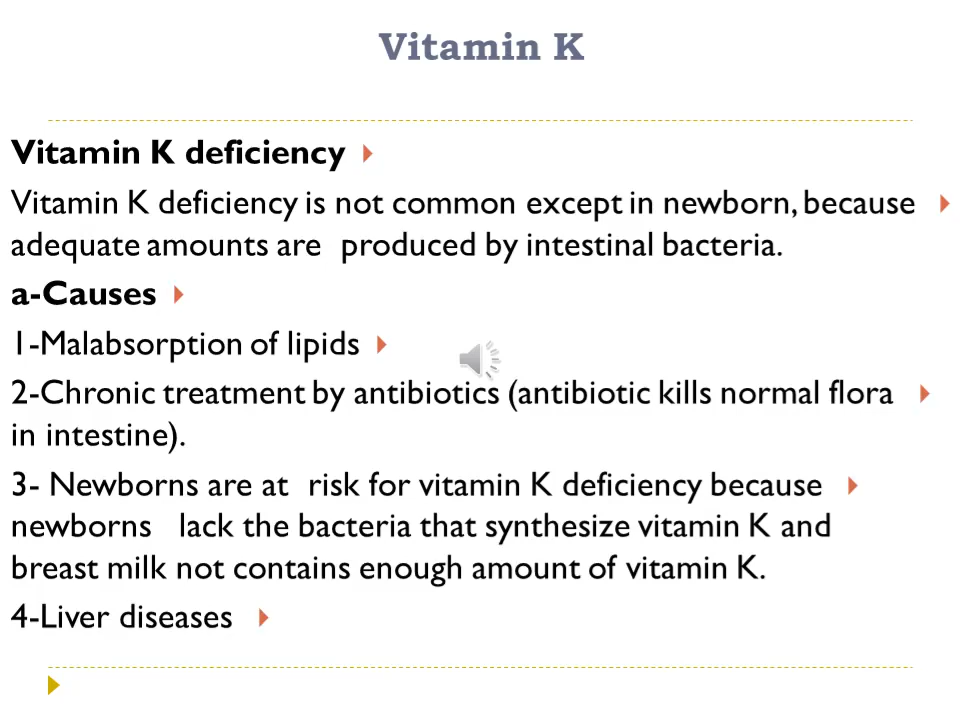 Vitamin K
Vitamin K deficiency
Vitamin K deficiency is not common except in newborn, because
adequate amounts are produced by intestinal bacteria.
a-Causes
1-Malabsorption of lipids
2-Chronic treatment by antibiotics (antibiotic kills normal flora
in intestine).
3- Newborns are at risk for vitamin K deficiency because
newborns lack the bacteria that synthesize vitamin K and
breast milk not contains enough amount of vitamin K.
4-Liver diseases